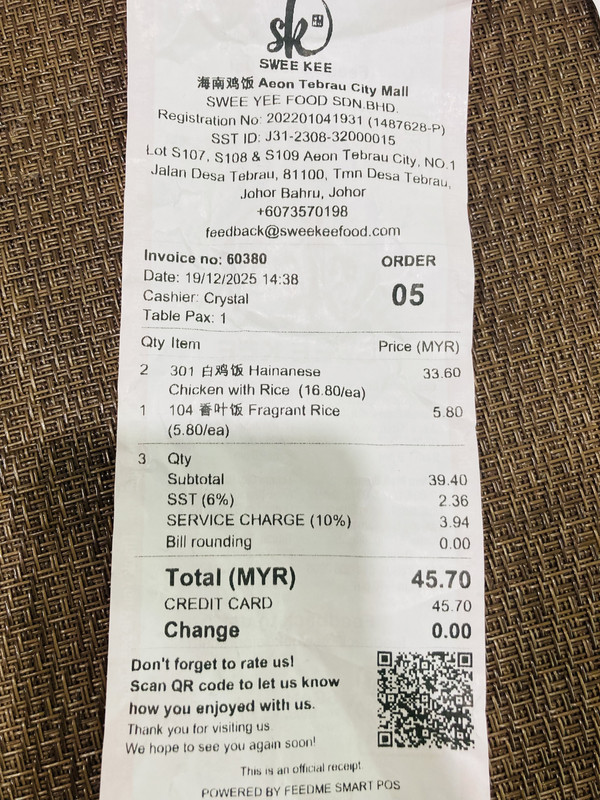 sk
SWEE KEE
海南鸡饭 Aeon Tebrau City Mall
SWEE YEE FOOD SDN.BHD.
Registration No: 202201041931 (1487628-P)
SST ID: J31-2308-32000015
Lot S107, S108 & S109 Aeon Tebrau City, NO.1
Jalan Desa Tebrau, 81100, Tmn Desa Tebrau,
Johor Bahru, Johor
+6073570198
feedback@sweekeefood.com
Invoice no: 60380
Date: 19/12/2025 14:38
Cashier: Crystal
Table Pax: 1
ORDER
05
Qty Item Price (MYR)
2 301 白鸡饭 Hainanese 33.60
Chicken with Rice (16.80/ea)
1 104 香叶饭 Fragrant Rice 5.80
(5.80/ea)
3 Qty
Subtotal 39.40
SST (6%) 2.36
SERVICE CHARGE (10%) 3.94
Bill rounding 0.00
Total (MYR) 45.70
CREDIT CARD 45.70
Change 0.00
Don't forget to rate us!
Scan QR code to let us know
how you enjoyed with us.
Thank you for visiting us
We hope to see you again soon!
This is an official receipt.
POWERED BY FEEDME SMART POS